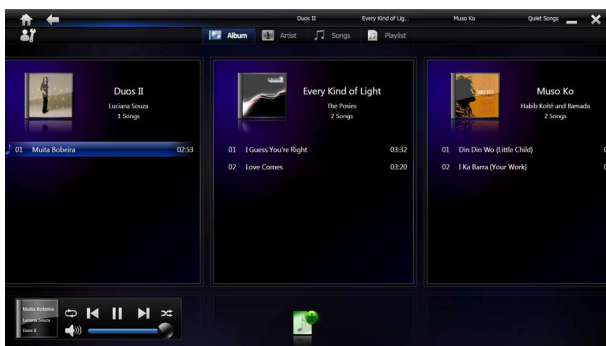 Duos II Every Kind of Lig... Muso Ko Quiet Songs
Album Artist Songs Playlist
Duos II
Luciana Souza
1 Songs
01 Muita Bobeira 02:53
Every Kind of Light
The Posies
2 Songs
01 I Guess You're Right 03:32
02 Love Comes 03:20
Muso Ko
Habib Koité and Bamada
2 Songs
01 Din Din Wo (Little Child)
02 I Ka Barra (Your Work)
Muita Bobeira
Luciana Souza
Duos II